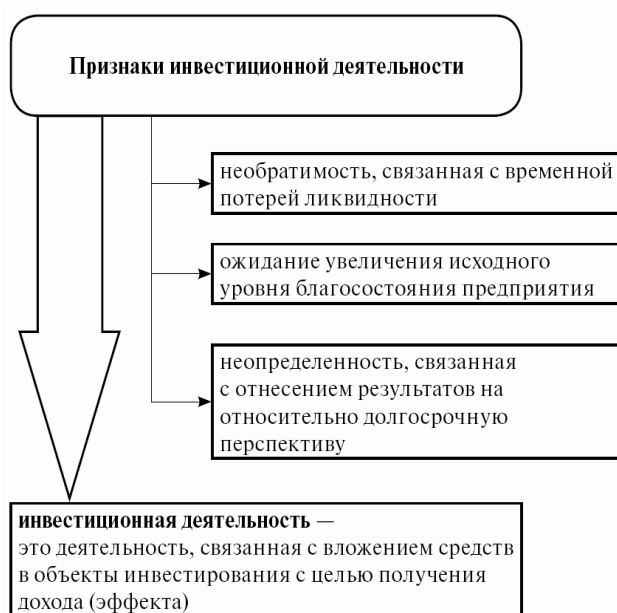 Признаки инвестиционной деятельности
необратимость, связанная с временной
потерей ликвидности
ожидание увеличения исходного
уровня благосостояния предприятия
неопределенность, связанная
с отнесением результатов на
относительно долгосрочную
перспективу
инвестиционная деятельность —
это деятельность, связанная с вложением средств
в объекты инвестирования с целью получения
дохода (эффекта)